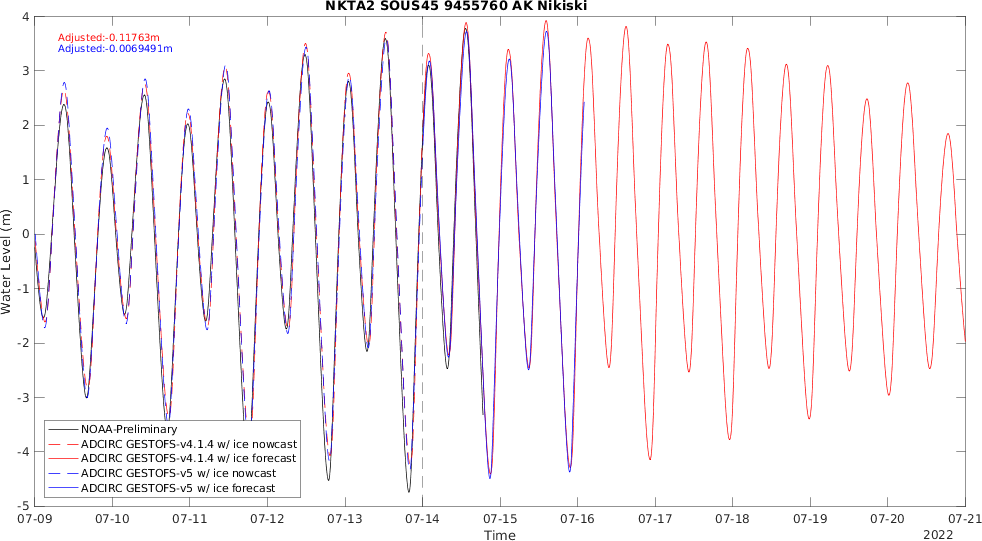 NKTA2 SOUS45 9455760 AK Nikiski
Adjusted:-0.11763m
Adjusted:-0.0069491m
4
3
2
1
0
-1
-2
-3
-4
-5
Water Level (m)
NOAA-Preliminary
ADCIRC GESTOFS-v4.1.4 w/ ice nowcast
ADCIRC GESTOFS-v4.1.4 w/ ice forecast
ADCIRC GESTOFS-v5 w/ ice nowcast
ADCIRC GESTOFS-v5 w/ ice forecast
07-09 07-10 07-11 07-12 07-13 07-14 07-15 07-16 07-17 07-18 07-19 07-20 07-21
Time
2022